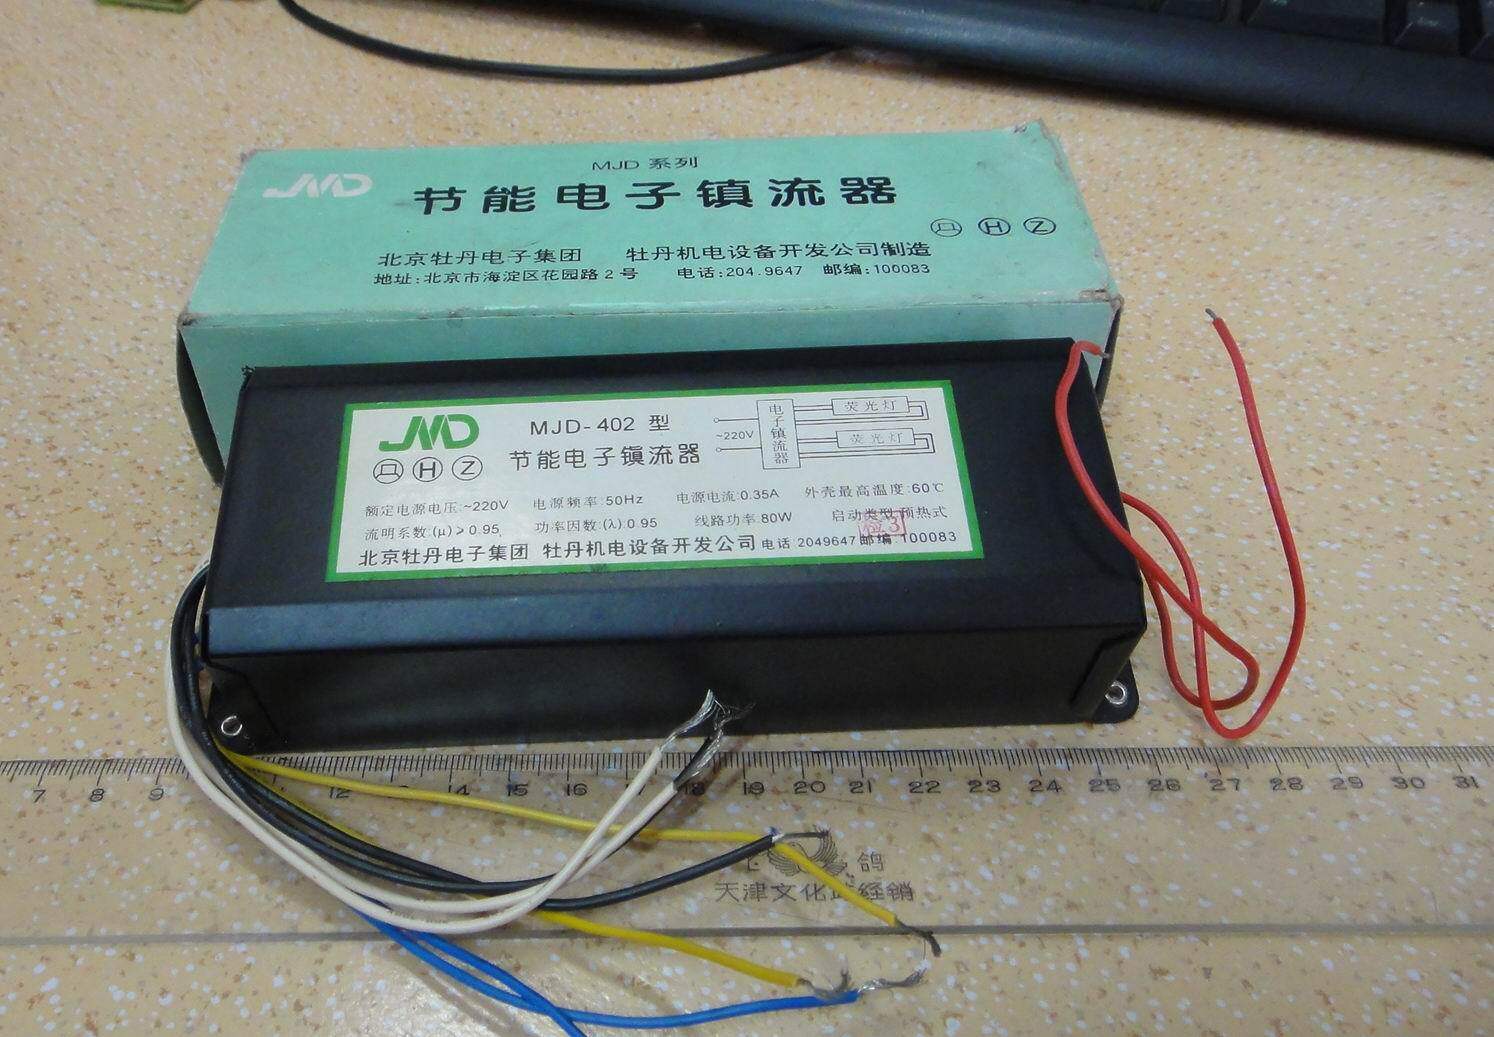 JMD
MJD 系列
节能电子镇流器
H Z
北京牡丹电子集团 牡丹机电设备开发公司制造
地址:北京市海淀区花园路2号 电话:204.9647 邮编:100083
JMD
MJD-402 型
H Z
节能电子镇流器
~220V
电子镇流器
荧光灯
荧光灯
额定电源电压:~220V 电源频率:50Hz 电源电流:0.35A 外壳最高温度:60℃
流明系数:(μ)>0.95, 功率因数:(λ)0.95 线路功率:80W 启动类型:预热式
检3
北京牡丹电子集团 牡丹机电设备开发公司 电话:2049647 邮编:100083
7 8 9 12 13 14 15 16 17 18 19 20 21 22 23 24 25 26 27 28 29 30 31
飞 鸽
天津文化 经销